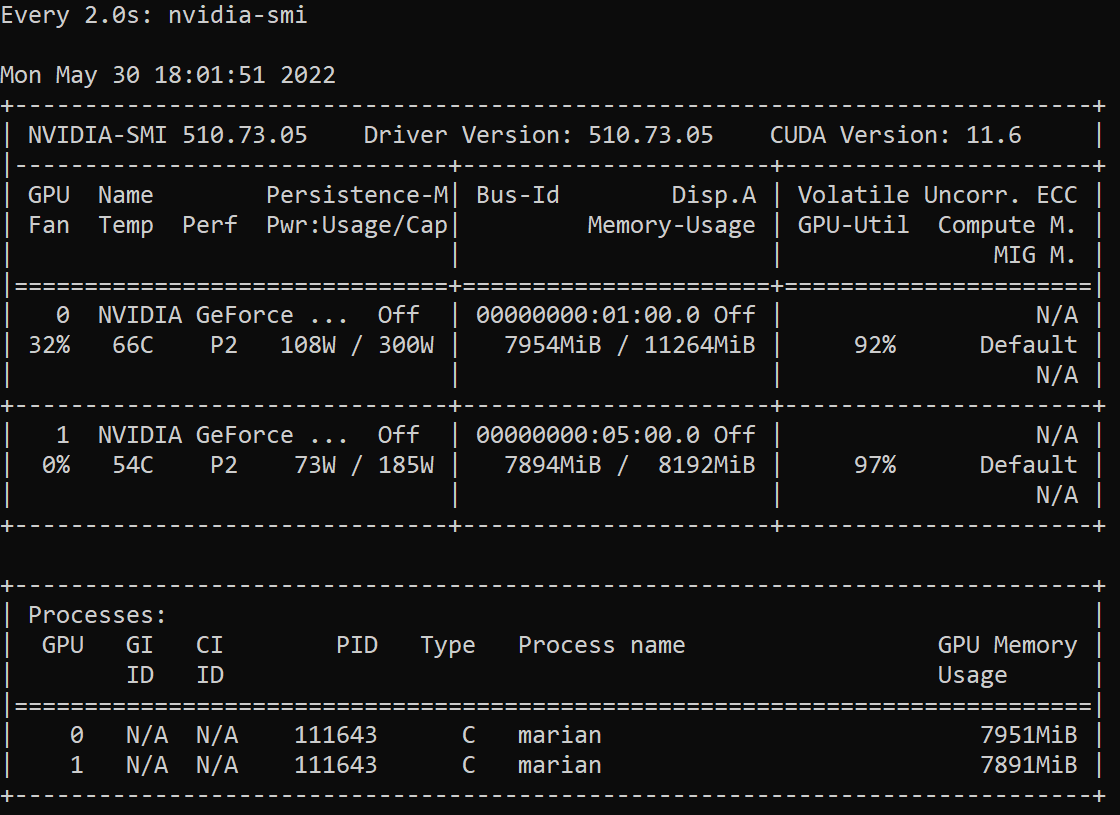 Every 2.0s: nvidia-smi
Mon May 30 18:01:51 2022
+-----------------------------------------------------------------------------+
| NVIDIA-SMI 510.73.05    Driver Version: 510.73.05    CUDA Version: 11.6     |
|-------------------------------+----------------------+----------------------+
| GPU  Name        Persistence-M| Bus-Id        Disp.A | Volatile Uncorr. ECC |
| Fan  Temp  Perf  Pwr:Usage/Cap|         Memory-Usage | GPU-Util  Compute M. |
|                               |                      |               MIG M. |
|===============================+======================+======================|
|   0  NVIDIA GeForce ...  Off  | 00000000:01:00.0 Off |                  N/A |
| 32%   66C    P2   108W / 300W |   7954MiB / 11264MiB |     92%      Default |
|                               |                      |                  N/A |
+-------------------------------+----------------------+----------------------+
|   1  NVIDIA GeForce ...  Off  | 00000000:05:00.0 Off |                  N/A |
|  0%   54C    P2    73W / 185W |   7894MiB /  8192MiB |     97%      Default |
|                               |                      |                  N/A |
+-------------------------------+----------------------+----------------------+
+-----------------------------------------------------------------------------+
| Processes:                                                                  |
|  GPU   GI   CI        PID   Type   Process name                  GPU Memory |
|        ID   ID                                                   Usage      |
|=============================================================================|
|    0   N/A  N/A    111643      C   marian                           7951MiB |
|    1   N/A  N/A    111643      C   marian                           7891MiB |
+-----------------------------------------------------------------------------+